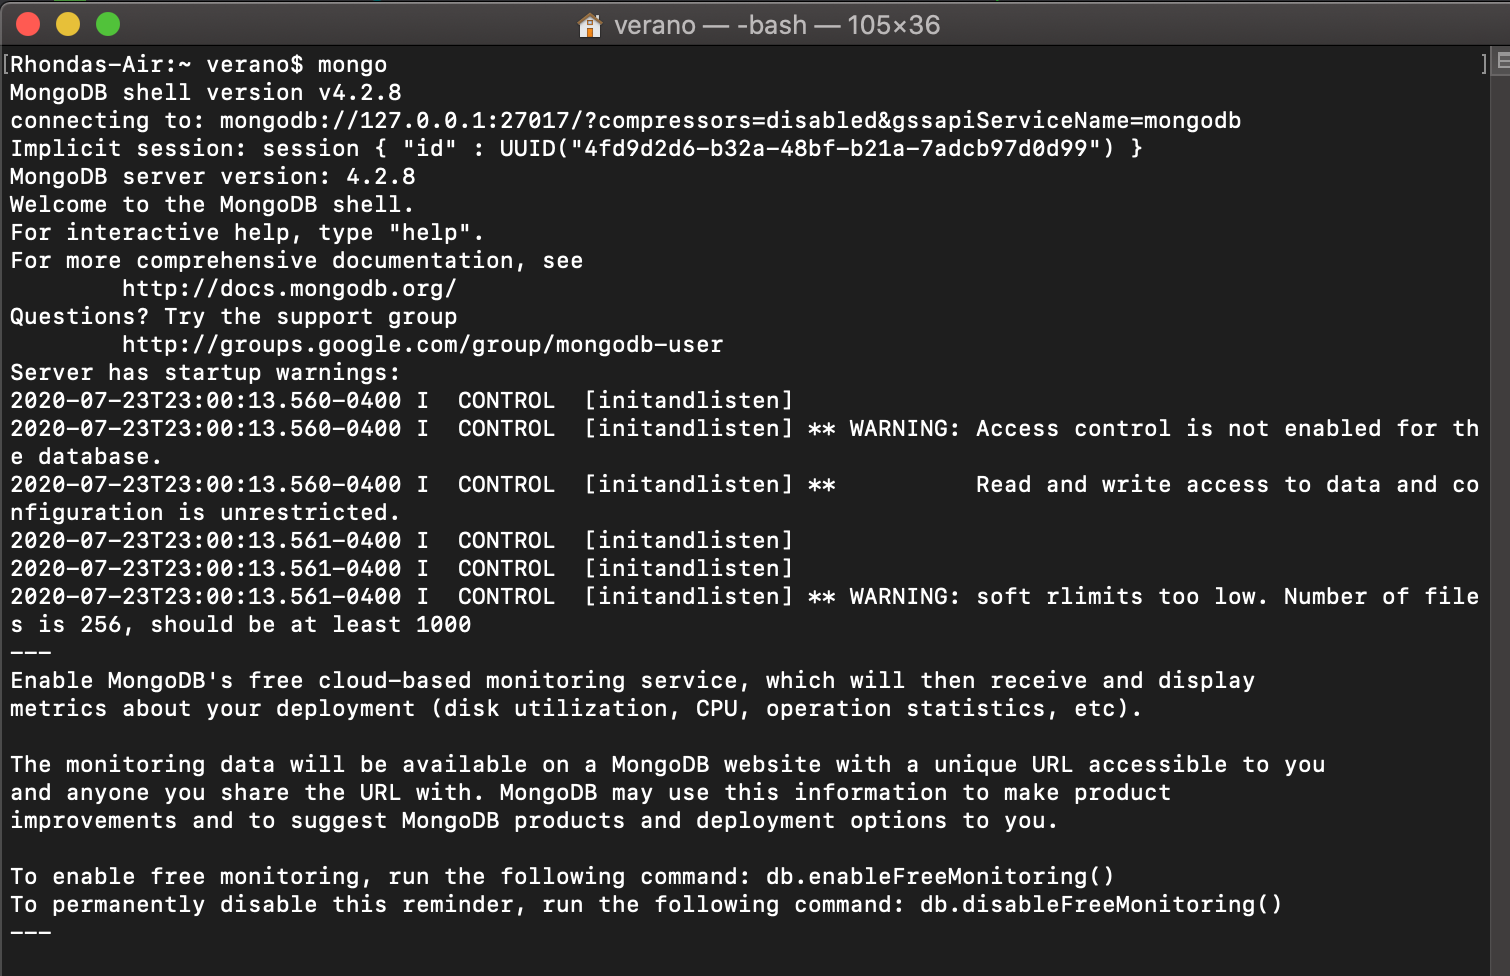 verano — -bash — 105×36
[Rhondas-Air:~ verano$ mongo ]
MongoDB shell version v4.2.8
connecting to: mongodb://127.0.0.1:27017/?compressors=disabled&gssapiServiceName=mongodb
Implicit session: session { "id" : UUID("4fd9d2d6-b32a-48bf-b21a-7adcb97d0d99") }
MongoDB server version: 4.2.8
Welcome to the MongoDB shell.
For interactive help, type "help".
For more comprehensive documentation, see
        http://docs.mongodb.org/
Questions? Try the support group
        http://groups.google.com/group/mongodb-user
Server has startup warnings:
2020-07-23T23:00:13.560-0400 I  CONTROL  [initandlisten]
2020-07-23T23:00:13.560-0400 I  CONTROL  [initandlisten] ** WARNING: Access control is not enabled for th
e database.
2020-07-23T23:00:13.560-0400 I  CONTROL  [initandlisten] **          Read and write access to data and co
nfiguration is unrestricted.
2020-07-23T23:00:13.561-0400 I  CONTROL  [initandlisten]
2020-07-23T23:00:13.561-0400 I  CONTROL  [initandlisten]
2020-07-23T23:00:13.561-0400 I  CONTROL  [initandlisten] ** WARNING: soft rlimits too low. Number of file
s is 256, should be at least 1000
---
Enable MongoDB's free cloud-based monitoring service, which will then receive and display
metrics about your deployment (disk utilization, CPU, operation statistics, etc).
The monitoring data will be available on a MongoDB website with a unique URL accessible to you
and anyone you share the URL with. MongoDB may use this information to make product
improvements and to suggest MongoDB products and deployment options to you.
To enable free monitoring, run the following command: db.enableFreeMonitoring()
To permanently disable this reminder, run the following command: db.disableFreeMonitoring()
---